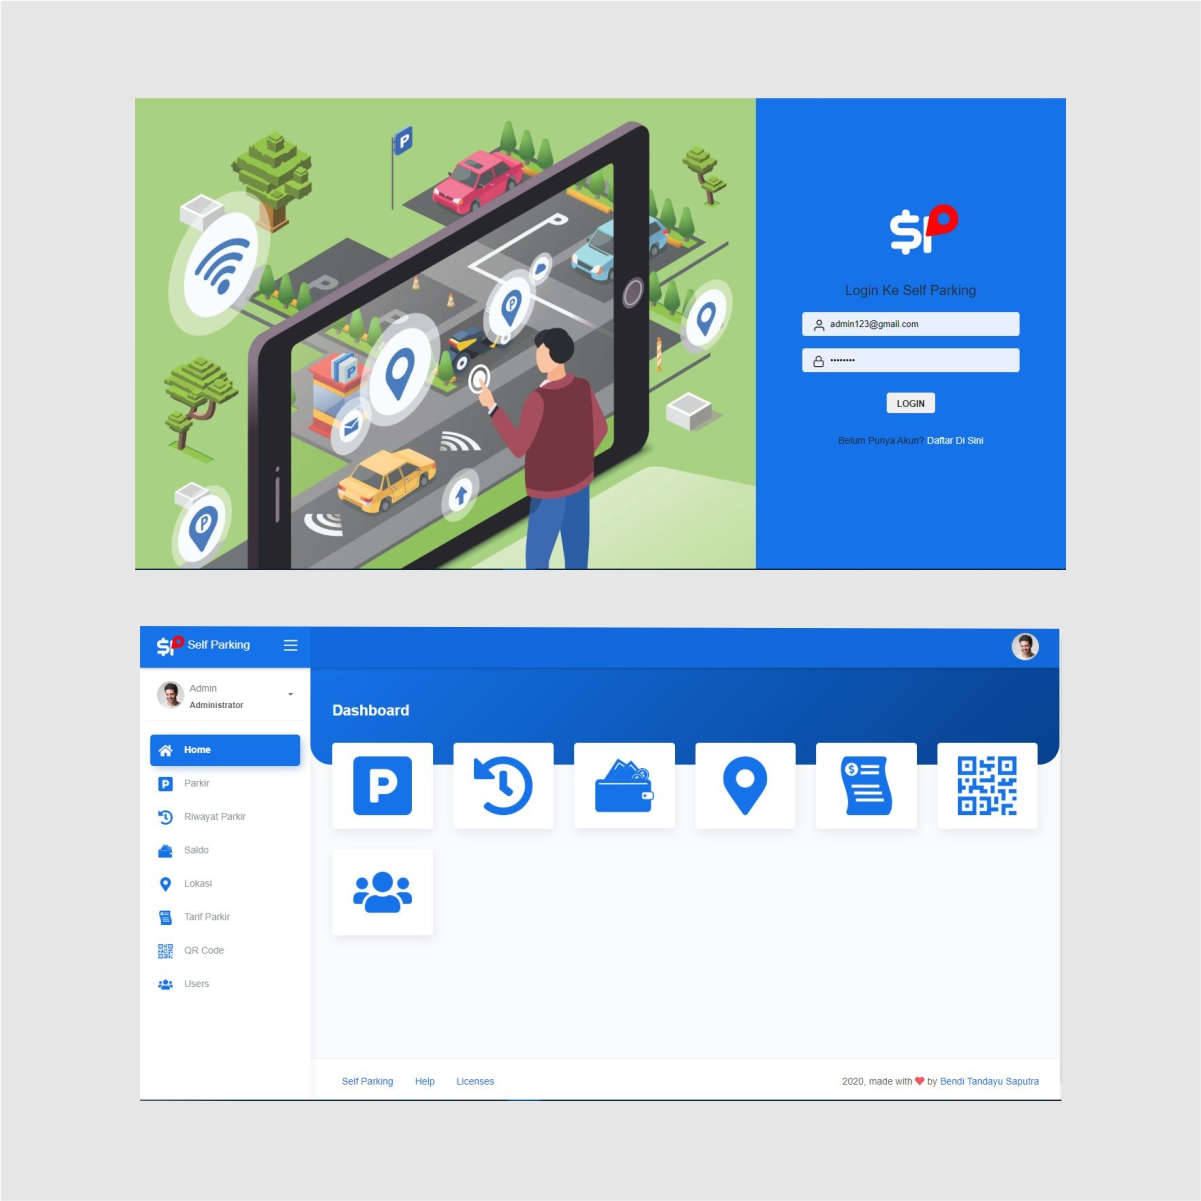 P
P
P
P
P
SP
Login Ke Self Parking
admin123@gmail.com
••••••••
LOGIN
Belum Punya Akun? Daftar Di Sini
SP Self Parking
Admin
Administrator
Dashboard
Home
P Parkir
Riwayat Parkir
Saldo
Lokasi
Tarif Parkir
QR Code
Users
P
$
Self Parking Help Licenses
2020, made with ❤ by Bendi Tandayu Saputra